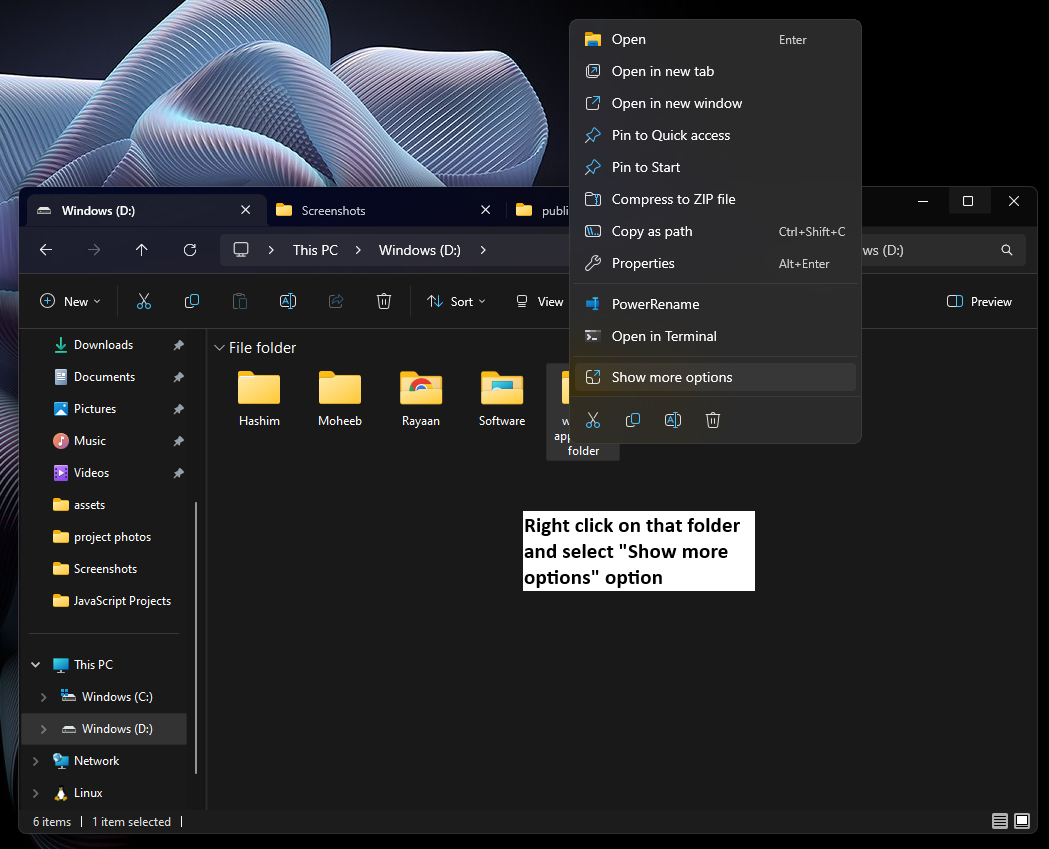 Open Enter
Open in new tab
Open in new window
Pin to Quick access
Pin to Start
Compress to ZIP file
Copy as path Ctrl+Shift+C
Properties Alt+Enter
PowerRename
Open in Terminal
Show more options
Windows (D:)
Screenshots
publi
This PC
Windows (D:)
ws (D:)
New
Sort
View
Preview
Downloads
Documents
Pictures
Music
Videos
assets
project photos
Screenshots
JavaScript Projects
This PC
Windows (C:)
Windows (D:)
Network
Linux
File folder
Hashim
Moheeb
Rayaan
Software
w
app
folder
Right click on that folder
and select "Show more
options" option
6 items
1 item selected